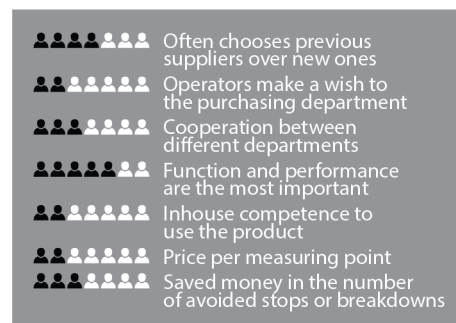 Often chooses previous
suppliers over new ones
Operators make a wish to
the purchasing department
Cooperation between
different departments
Function and performance
are the most important
Inhouse competence to
use the product
Price per measuring point
Saved money in the number
of avoided stops or breakdowns